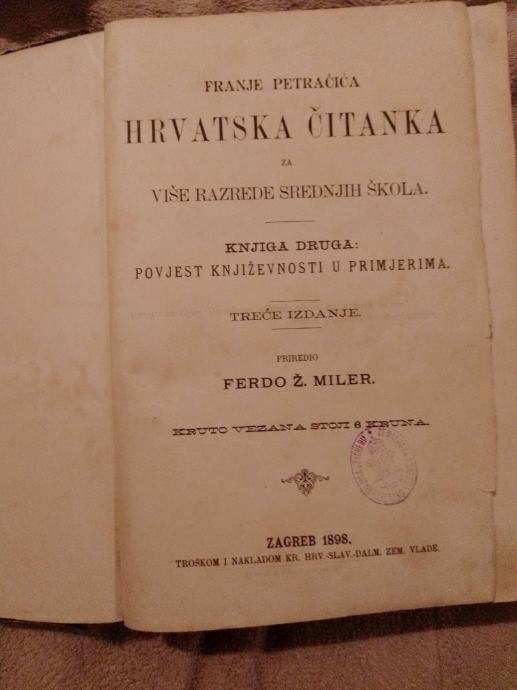 FRANJE PETRAČIĆA
HRVATSKA ČITANKA
ZA
VIŠE RAZREDE SREDNJIH ŠKOLA.
KNJIGA DRUGA:
POVJEST KNJIŽEVNOSTI U PRIMJERIMA.
TREĆE IZDANJE.
PRIREDIO
FERDO Ž. MILER.
KRUTO VEZANA STOJI 6 KRUNA.
ZAGREB 1898.
TROŠKOM I NAKLADOM KR. HRV.-SLAV.-DALM. ZEM. VLADE.